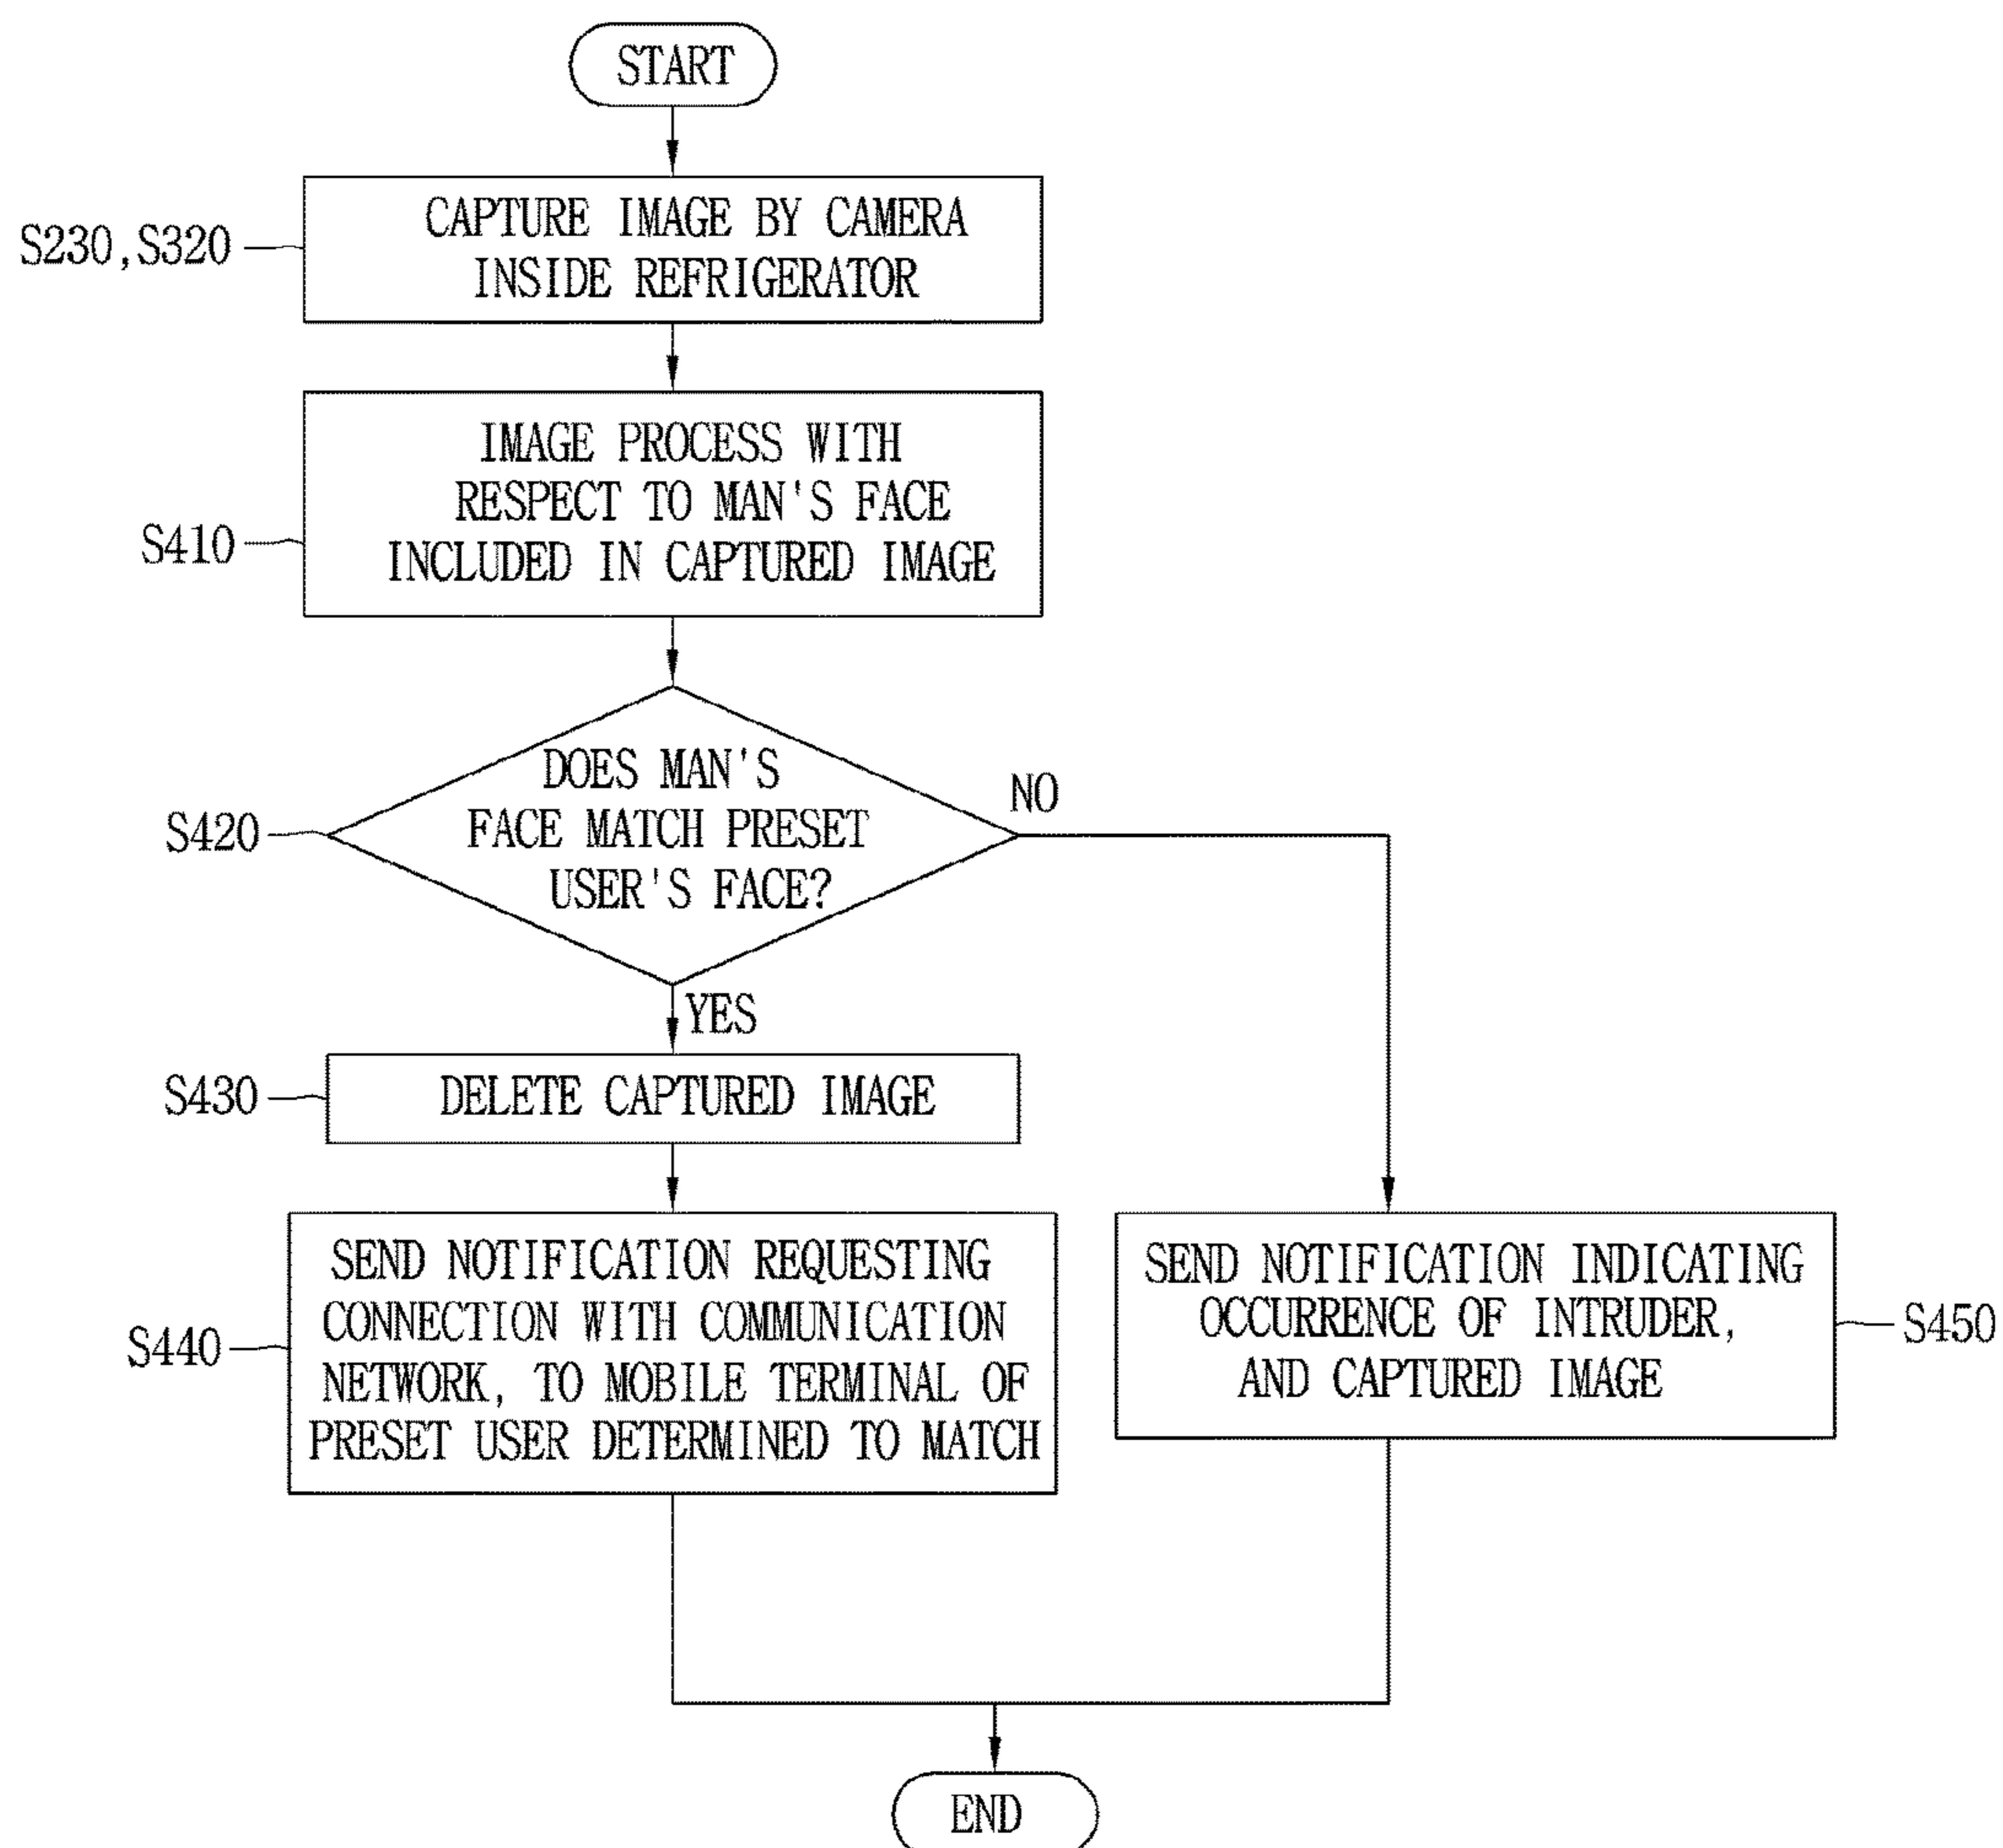 START
S230, S320
CAPTURE IMAGE BY CAMERA
INSIDE REFRIGERATOR
S410
IMAGE PROCESS WITH
RESPECT TO MAN'S FACE
INCLUDED IN CAPTURED IMAGE
S420
DOES MAN'S
FACE MATCH PRESET
USER'S FACE?
NO
YES
S430
DELETE CAPTURED IMAGE
S440
SEND NOTIFICATION REQUESTING
CONNECTION WITH COMMUNICATION
NETWORK, TO MOBILE TERMINAL OF
PRESET USER DETERMINED TO MATCH
SEND NOTIFICATION INDICATING
OCCURRENCE OF INTRUDER,
AND CAPTURED IMAGE
S450
END